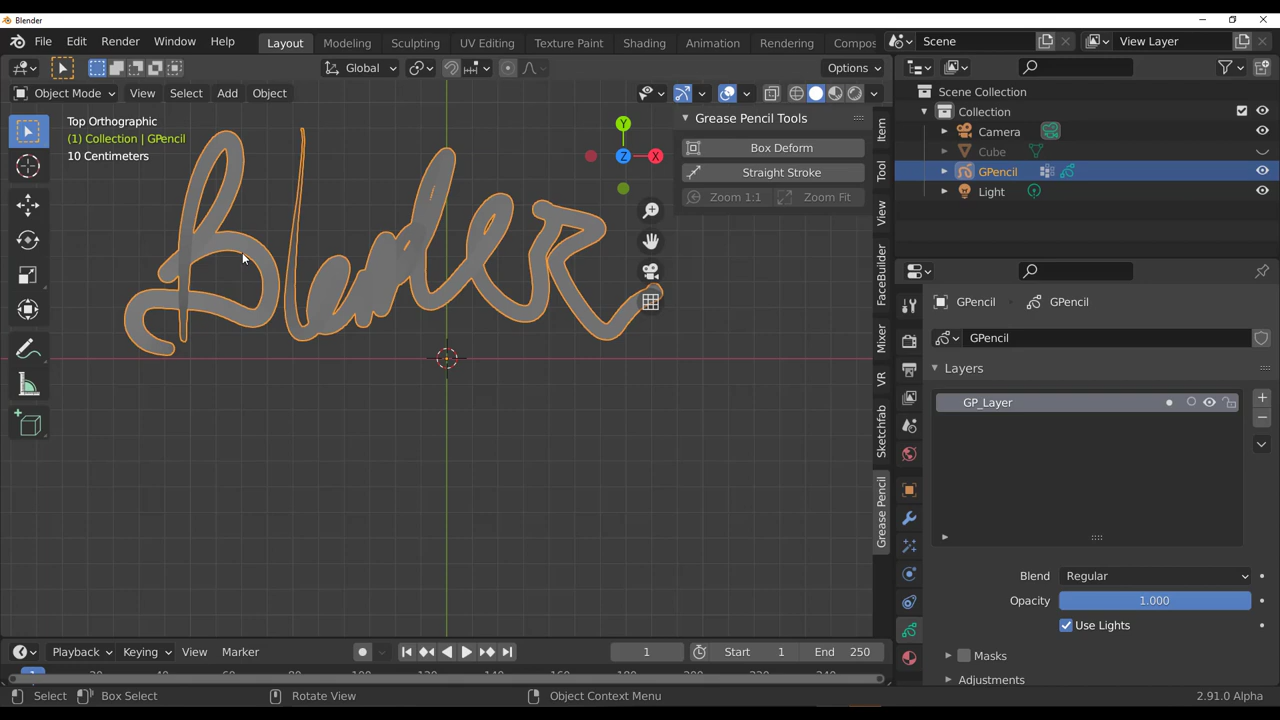 Blender
File Edit Render Window Help Layout Modeling Sculpting UV Editing Texture Paint Shading Animation Rendering Compos Scene View Layer
Global Options
Object Mode View Select Add Object
Top Orthographic
(1) Collection | GPencil
10 Centimeters
Blender
Y
Z
X
Grease Pencil Tools
Box Deform
Straight Stroke
Zoom 1:1 Zoom Fit
Item
Tool
View
FaceBuilder
Mixer
VR
Sketchfab
Grease Pencil
Scene Collection
Collection
Camera
Cube
GPencil
Light
GPencil GPencil
GPencil
Layers
GP_Layer
Blend Regular
Opacity 1.000
Use Lights
Masks
Adjustments
Playback Keying View Marker 1 Start 1 End 250
Select Box Select Rotate View Object Context Menu 2.91.0 Alpha